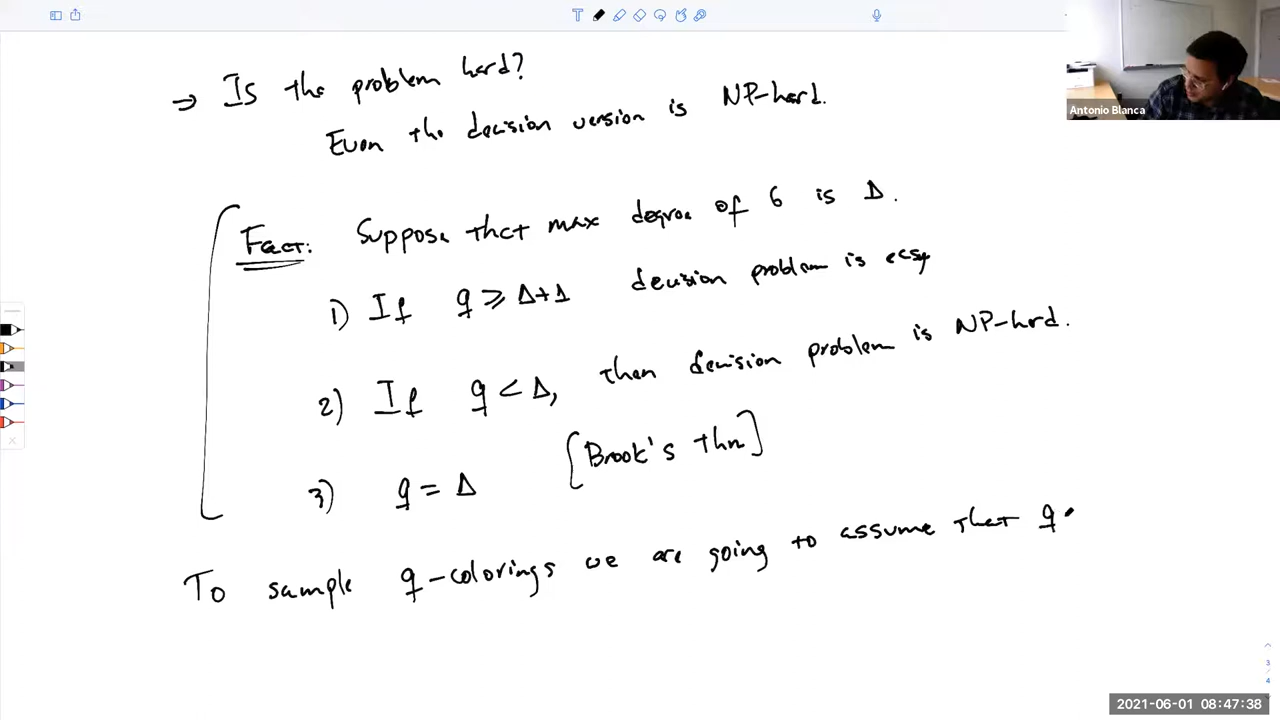 ⇒ Is the problem hard?
Even the decision version is NP-hard.
Fact: Suppose that max degree of G is Δ.
1) If q ≥ Δ+1 decision problem is easy
2) If q < Δ, then decision problem is NP-hard.
3) q = Δ [Brook's thm]
To sample q-colorings we are going to assume that q
Antonio Blanca
3
4
2021-06-01 08:47:38